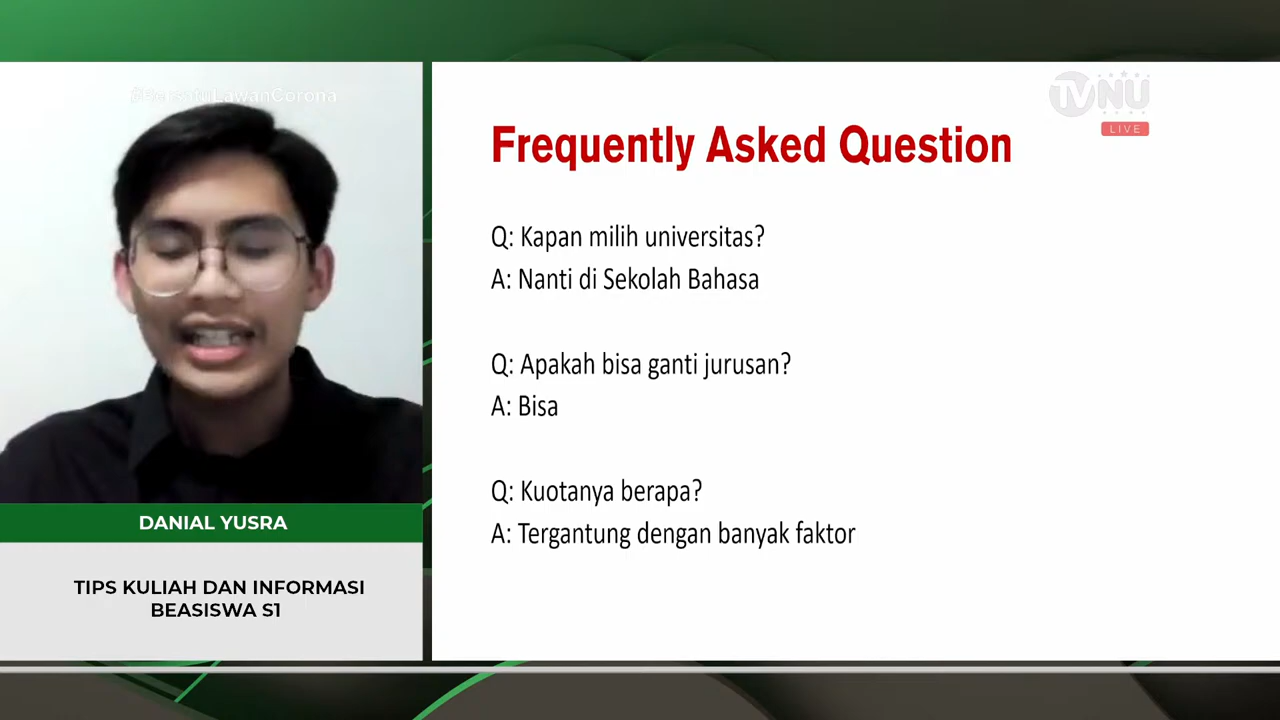 #BersatuLawanCorona
TVNU
LIVE
Frequently Asked Question
Q: Kapan milih universitas?
A: Nanti di Sekolah Bahasa
Q: Apakah bisa ganti jurusan?
A: Bisa
Q: Kuotanya berapa?
A: Tergantung dengan banyak faktor
DANIAL YUSRA
TIPS KULIAH DAN INFORMASI
BEASISWA S1